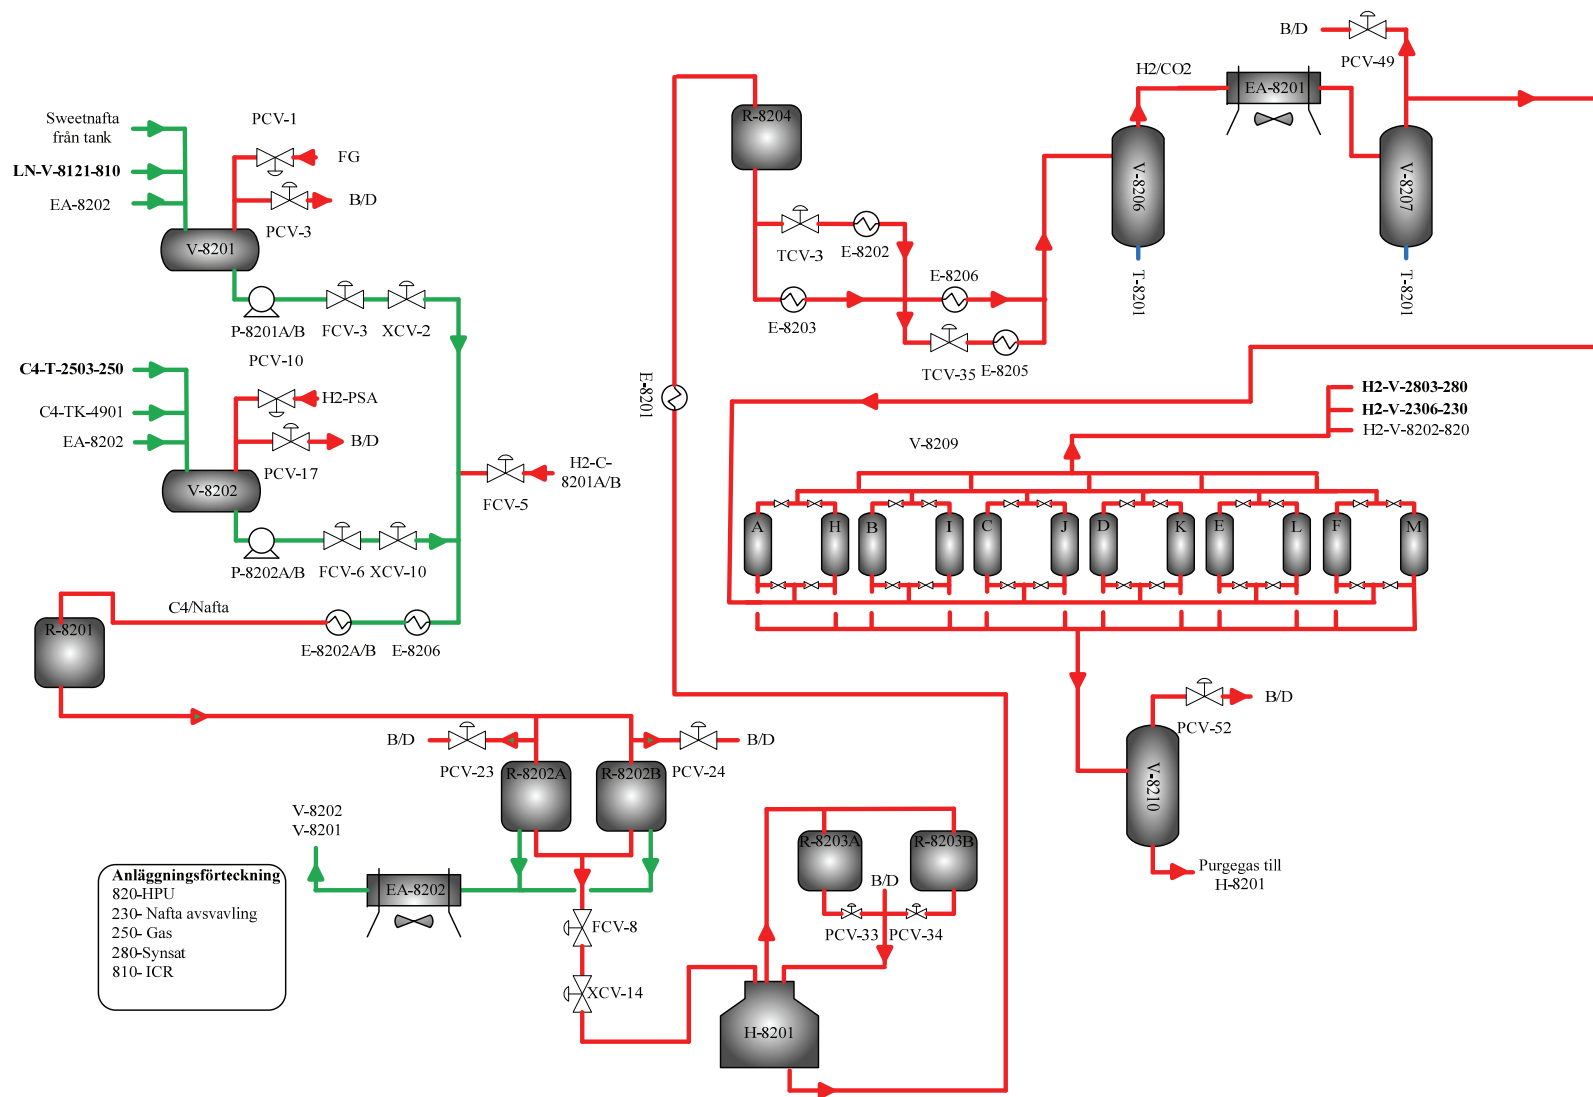 Sweetnafta
från tank
LN-V-8121-810
EA-8202
PCV-1
FG
B/D
PCV-3
V-8201
P-8201A/B
FCV-3
XCV-2
PCV-10
C4-T-2503-250
C4-TK-4901
EA-8202
H2-PSA
B/D
PCV-17
V-8202
H2-C-
8201A/B
FCV-5
P-8202A/B
FCV-6
XCV-10
C4/Nafta
E-8202A/B
E-8206
R-8201
B/D
PCV-23
R-8202A
R-8202B
PCV-24
B/D
V-8202
V-8201
EA-8202
FCV-8
XCV-14
Anläggningsförteckning
820-HPU
230- Nafta avsvavling
250- Gas
280-Synsat
810- ICR
R-8203A
R-8203B
B/D
PCV-33
PCV-34
H-8201
E-8201
R-8204
TCV-3
E-8202
E-8203
E-8206
TCV-35
E-8205
H2/CO2
V-8206
T-8201
EA-8201
B/D
PCV-49
V-8207
T-8201
H2-V-2803-280
H2-V-2306-230
H2-V-8202-820
V-8209
A
H
B
I
C
J
D
K
E
L
F
M
B/D
PCV-52
V-8210
Purgegas till
H-8201